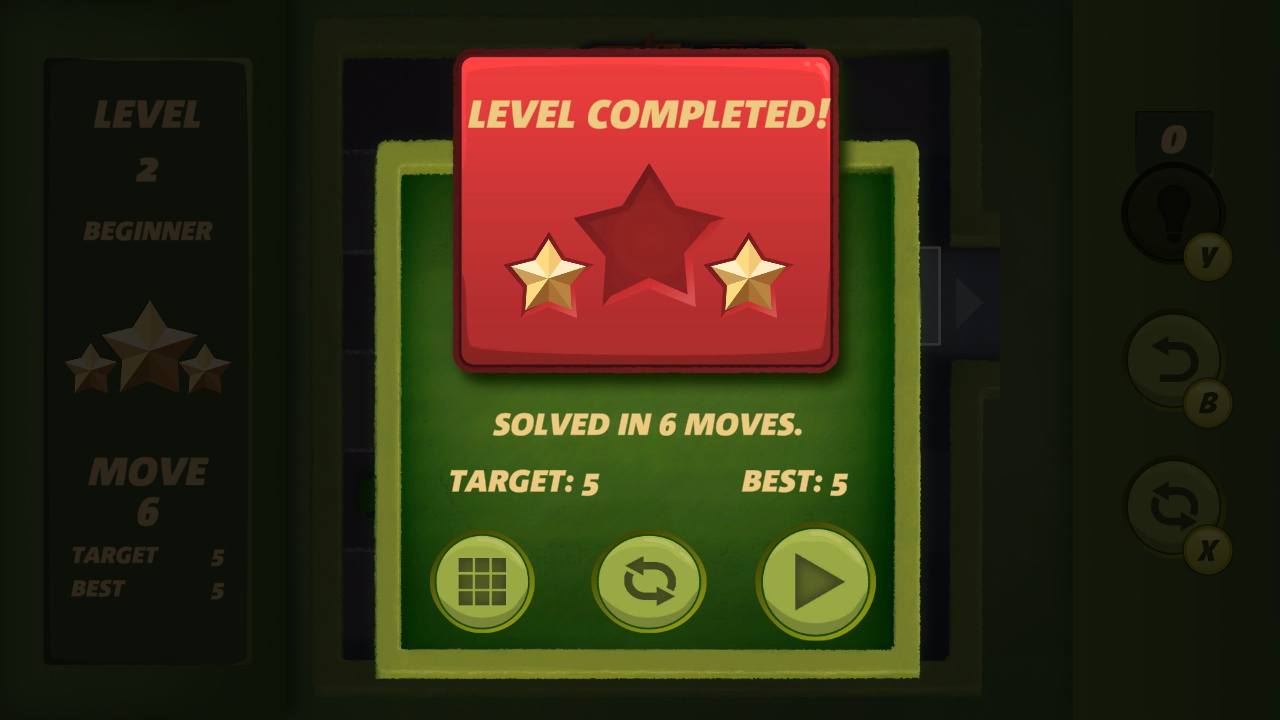 LEVEL
2
BEGINNER
MOVE
6
TARGET 5
BEST 5
LEVEL COMPLETED!
SOLVED IN 6 MOVES.
TARGET: 5 BEST: 5
0
Y
B
X